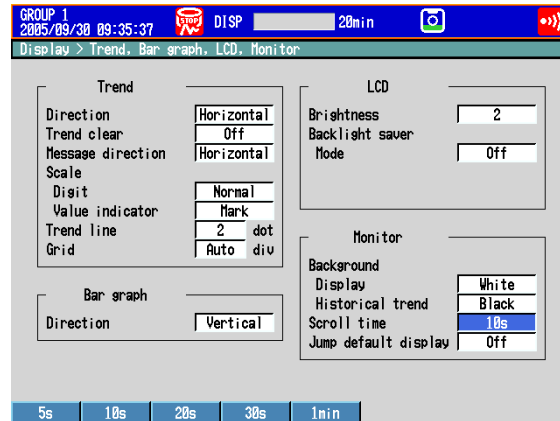 GROUP 1
2005/09/30 09:35:37
STOP
DISP
20min
Display > Trend, Bar graph, LCD, Monitor
Trend
Direction Horizontal
Trend clear Off
Message direction Horizontal
Scale
Digit Normal
Value indicator Mark
Trend line 2 dot
Grid Auto div
Bar graph
Direction Vertical
LCD
Brightness 2
Backlight saver
Mode Off
Monitor
Background
Display White
Historical trend Black
Scroll time 10s
Jump default display Off
5s 10s 20s 30s 1min